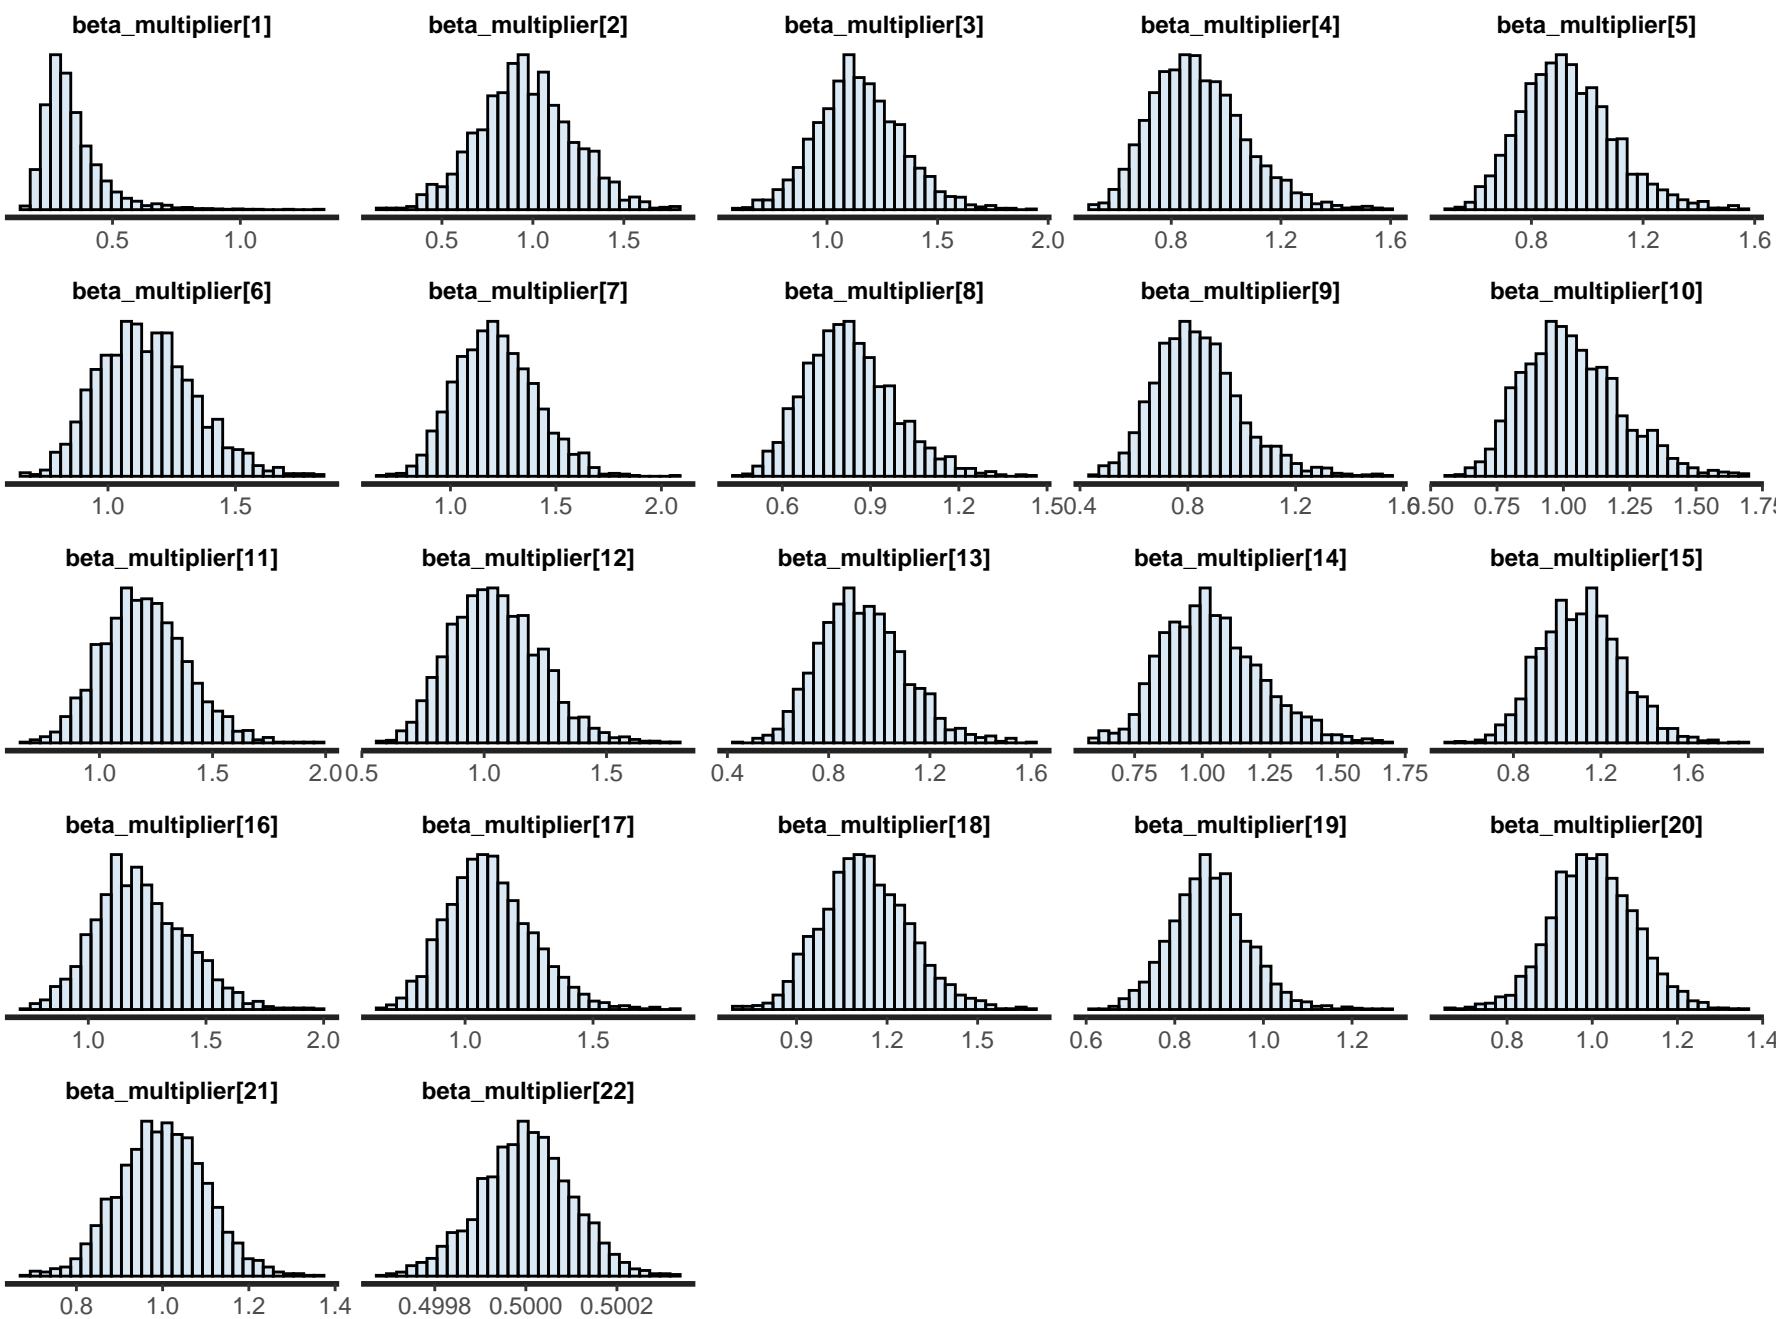 beta_multiplier[1] beta_multiplier[2] beta_multiplier[3] beta_multiplier[4] beta_multiplier[5]
0.5 1.0 0.5 1.0 1.5 1.0 1.5 2.0 0.8 1.2 1.6 0.8 1.2 1.6
beta_multiplier[6] beta_multiplier[7] beta_multiplier[8] beta_multiplier[9] beta_multiplier[10]
1.0 1.5 1.0 1.5 2.0 0.6 0.9 1.2 1.5 0.4 0.8 1.2 1.6 0.50 0.75 1.00 1.25 1.50 1.75
beta_multiplier[11] beta_multiplier[12] beta_multiplier[13] beta_multiplier[14] beta_multiplier[15]
1.0 1.5 2.0 0.5 1.0 1.5 0.4 0.8 1.2 1.6 0.75 1.00 1.25 1.50 1.75 0.8 1.2 1.6
beta_multiplier[16] beta_multiplier[17] beta_multiplier[18] beta_multiplier[19] beta_multiplier[20]
1.0 1.5 2.0 1.0 1.5 0.9 1.2 1.5 0.6 0.8 1.0 1.2 0.8 1.0 1.2 1.4
beta_multiplier[21] beta_multiplier[22]
0.8 1.0 1.2 1.4 0.4998 0.5000 0.5002